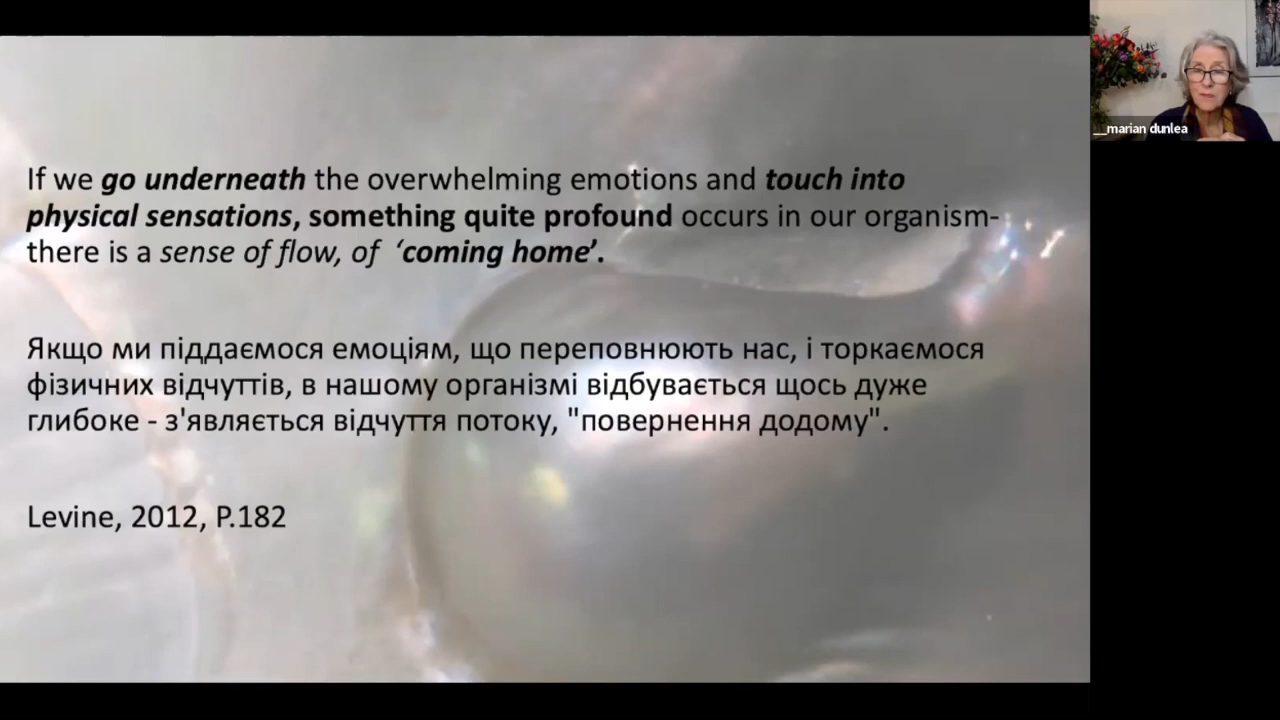 If we go underneath the overwhelming emotions and touch into
physical sensations, something quite profound occurs in our organism-
there is a sense of flow, of ‘coming home’.
Якщо ми піддаємося емоціям, що переповнюють нас, і торкаємося
фізичних відчуттів, в нашому організмі відбувається щось дуже
глибоке - з'являється відчуття потоку, "повернення додому".
Levine, 2012, P.182
__marian dunlea